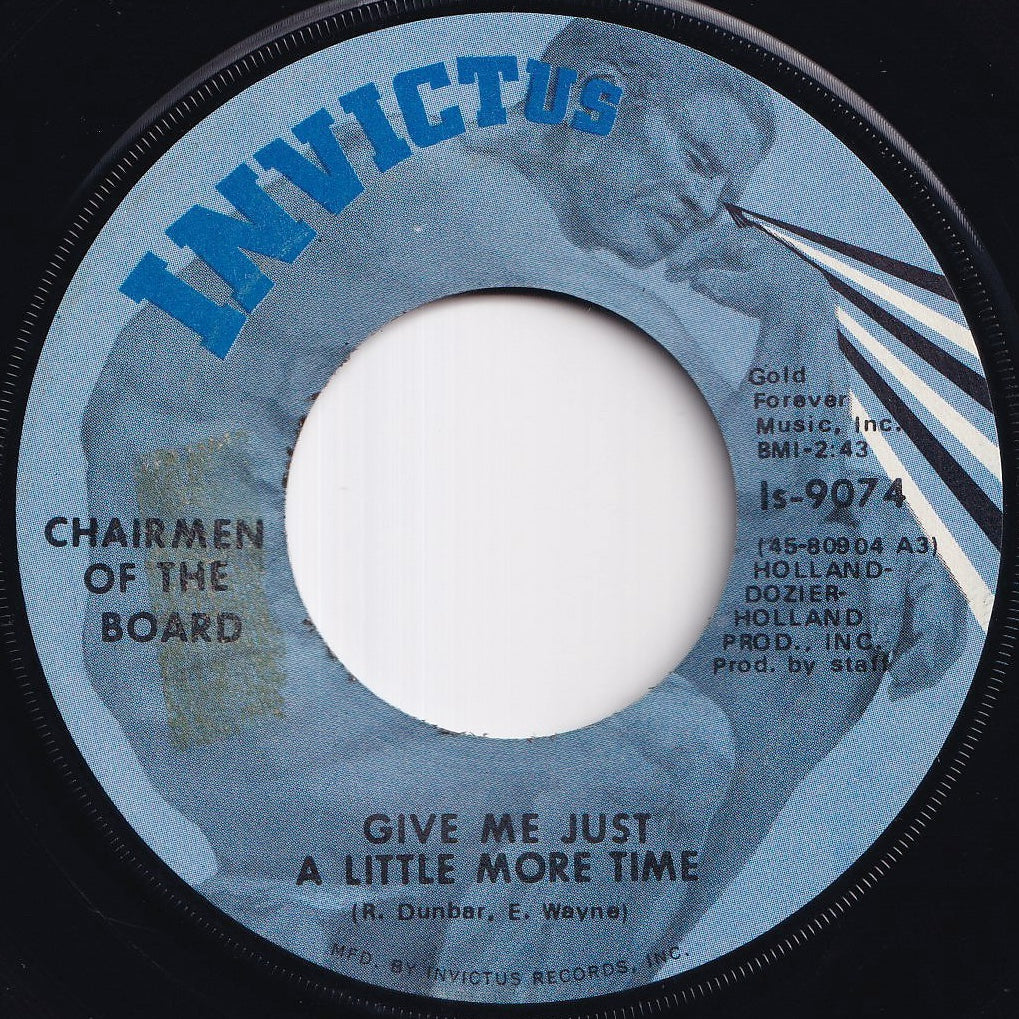 INVICTUS
Gold
Forever
Music, Inc.
BMI-2:43
Is-9074
('45-80904 A3)
HOLLAND-
DOZIER-
HOLLAND
PROD., INC.
Prod. by staff
CHAIRMEN
OF THE
BOARD
GIVE ME JUST
A LITTLE MORE TIME
(R. Dunbar, E. Wayne)
MFD. BY INVICTUS RECORDS, INC.